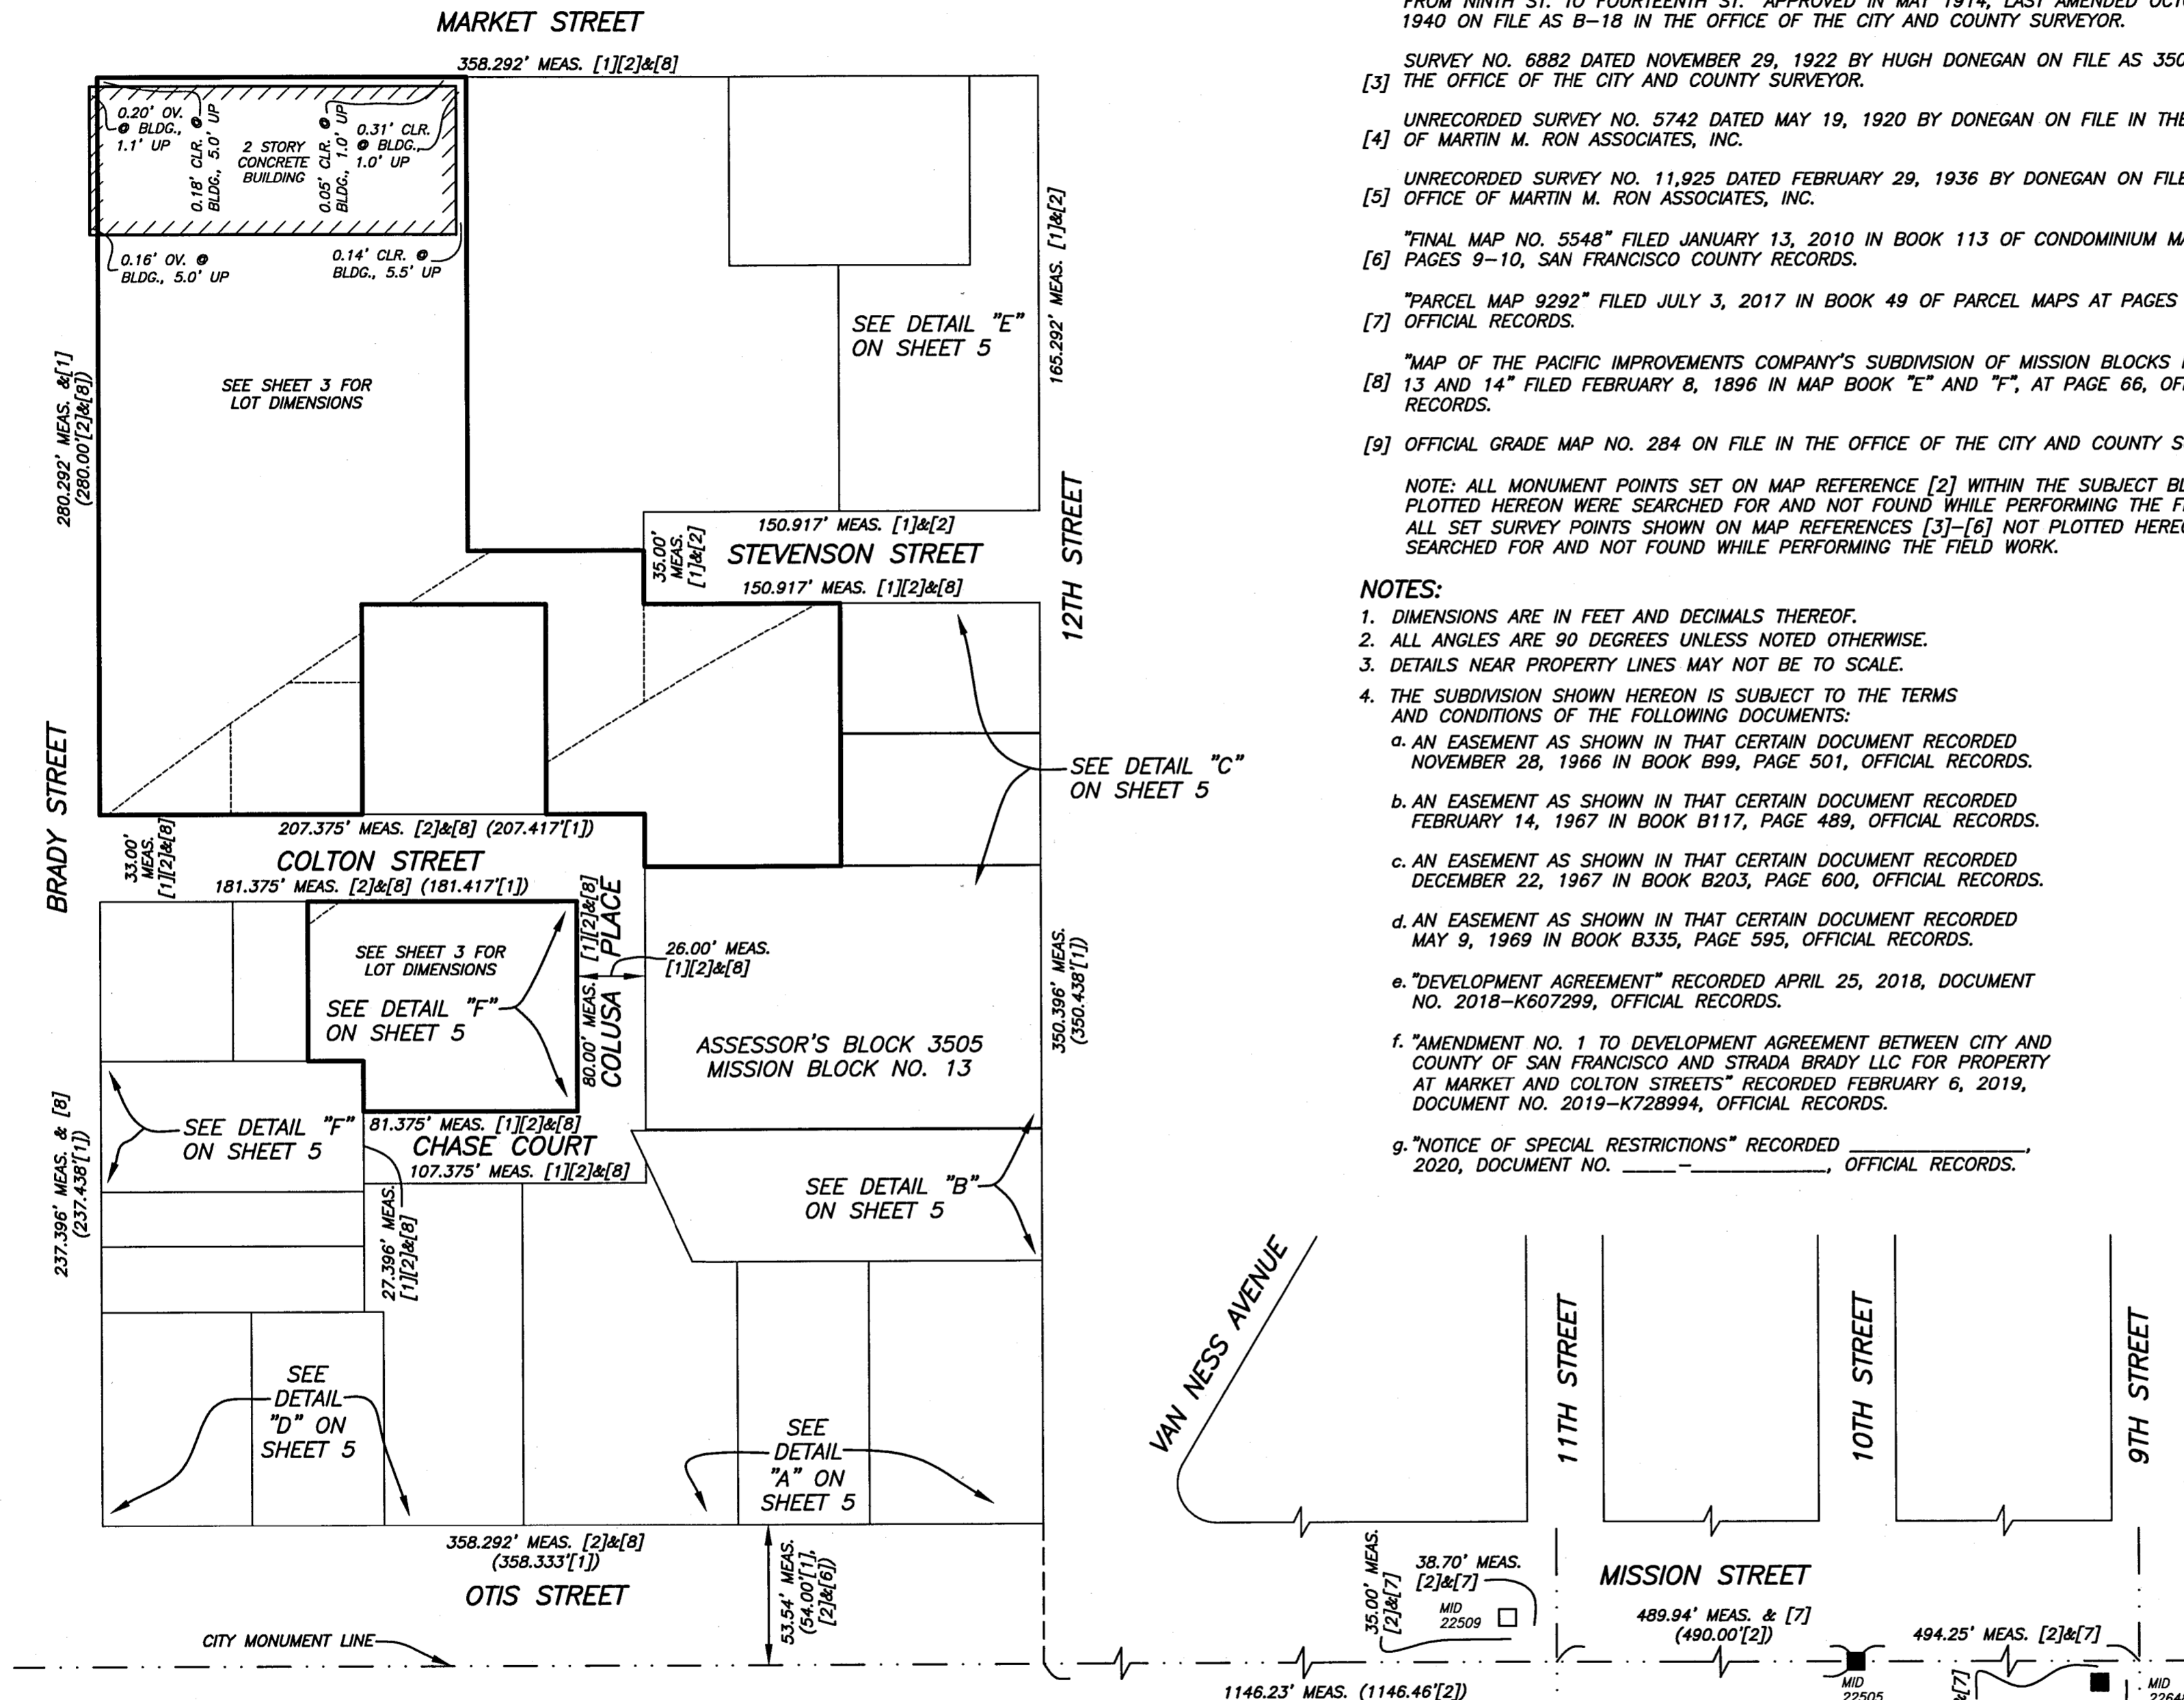 MARKET STREET
358.292' MEAS. [1][2]&[8]
0.20' OV.
BLDG.,
1.1' UP
0.18' CLR.
BLDG., 5.0' UP
2 STORY
CONCRETE
BUILDING
0.05' CLR.
BLDG., 1.0' UP
0.31' CLR.
BLDG.,
1.0' UP
0.16' OV.
BLDG., 5.0' UP
0.14' CLR.
BLDG., 5.5' UP
280.292' MEAS. &[1]
(280.00'[2]&[8])
SEE SHEET 3 FOR
LOT DIMENSIONS
SEE DETAIL "E"
ON SHEET 5
165.292' MEAS. [1]&[2]
150.917' MEAS. [1]&[2]
35.00'
MEAS.
[1]&[2]
STEVENSON STREET
150.917' MEAS. [1][2]&[8]
12TH STREET
SEE DETAIL "C"
ON SHEET 5
BRADY STREET
207.375' MEAS. [2]&[8] (207.417'[1])
33.00'
MEAS.
[1][2]&[8]
COLTON STREET
181.375' MEAS. [2]&[8] (181.417'[1])
SEE SHEET 3 FOR
LOT DIMENSIONS
SEE DETAIL "F"
ON SHEET 5
80.00' MEAS. [1][2]&[8]
COLUSA PLACE
26.00' MEAS.
[1][2]&[8]
350.396' MEAS.
(350.438'[1])
ASSESSOR'S BLOCK 3505
MISSION BLOCK NO. 13
237.396' MEAS. & [8]
(237.438'[1])
SEE DETAIL "F"
ON SHEET 5
81.375' MEAS. [1][2]&[8]
CHASE COURT
107.375' MEAS. [1][2]&[8]
27.396' MEAS.
[1][2]&[8]
SEE DETAIL "B"
ON SHEET 5
SEE
DETAIL
"D" ON
SHEET 5
SEE
DETAIL
"A" ON
SHEET 5
358.292' MEAS. [2]&[8]
(358.333'[1])
OTIS STREET
53.54' MEAS.
(54.00'[1],
[2]&[6])
CITY MONUMENT LINE
FROM NINTH ST. TO FOURTEENTH ST." APPROVED IN MAY 1914, LAST AMENDED
1940 ON FILE AS B-18 IN THE OFFICE OF THE CITY AND COUNTY SURVEYOR.
SURVEY NO. 6882 DATED NOVEMBER 29, 1922 BY HUGH DONEGAN ON FILE AS
[3] THE OFFICE OF THE CITY AND COUNTY SURVEYOR.
UNRECORDED SURVEY NO. 5742 DATED MAY 19, 1920 BY DONEGAN ON FILE IN THE
[4] OF MARTIN M. RON ASSOCIATES, INC.
UNRECORDED SURVEY NO. 11,925 DATED FEBRUARY 29, 1936 BY DONEGAN ON FILE
[5] OFFICE OF MARTIN M. RON ASSOCIATES, INC.
"FINAL MAP NO. 5548" FILED JANUARY 13, 2010 IN BOOK 113 OF CONDOMINIUM
[6] PAGES 9-10, SAN FRANCISCO COUNTY RECORDS.
"PARCEL MAP 9292" FILED JULY 3, 2017 IN BOOK 49 OF PARCEL MAPS AT PAGES
[7] OFFICIAL RECORDS.
"MAP OF THE PACIFIC IMPROVEMENTS COMPANY'S SUBDIVISION OF MISSION BLOCKS
[8] 13 AND 14" FILED FEBRUARY 8, 1896 IN MAP BOOK "E" AND "F", AT PAGE 66,
RECORDS.
[9] OFFICIAL GRADE MAP NO. 284 ON FILE IN THE OFFICE OF THE CITY AND COUNTY
NOTE: ALL MONUMENT POINTS SET ON MAP REFERENCE [2] WITHIN THE SUBJECT
PLOTTED HEREON WERE SEARCHED FOR AND NOT FOUND WHILE PERFORMING THE
ALL SET SURVEY POINTS SHOWN ON MAP REFERENCES [3]-[6] NOT PLOTTED
SEARCHED FOR AND NOT FOUND WHILE PERFORMING THE FIELD WORK.
NOTES:
1. DIMENSIONS ARE IN FEET AND DECIMALS THEREOF.
2. ALL ANGLES ARE 90 DEGREES UNLESS NOTED OTHERWISE.
3. DETAILS NEAR PROPERTY LINES MAY NOT BE TO SCALE.
4. THE SUBDIVISION SHOWN HEREON IS SUBJECT TO THE TERMS
AND CONDITIONS OF THE FOLLOWING DOCUMENTS:
a. AN EASEMENT AS SHOWN IN THAT CERTAIN DOCUMENT RECORDED
NOVEMBER 28, 1966 IN BOOK B99, PAGE 501, OFFICIAL RECORDS.
b. AN EASEMENT AS SHOWN IN THAT CERTAIN DOCUMENT RECORDED
FEBRUARY 14, 1967 IN BOOK B117, PAGE 489, OFFICIAL RECORDS.
c. AN EASEMENT AS SHOWN IN THAT CERTAIN DOCUMENT RECORDED
DECEMBER 22, 1967 IN BOOK B203, PAGE 600, OFFICIAL RECORDS.
d. AN EASEMENT AS SHOWN IN THAT CERTAIN DOCUMENT RECORDED
MAY 9, 1969 IN BOOK B335, PAGE 595, OFFICIAL RECORDS.
e. "DEVELOPMENT AGREEMENT" RECORDED APRIL 25, 2018, DOCUMENT
NO. 2018-K607299, OFFICIAL RECORDS.
f. "AMENDMENT NO. 1 TO DEVELOPMENT AGREEMENT BETWEEN CITY AND
COUNTY OF SAN FRANCISCO AND STRADA BRADY LLC FOR PROPERTY
AT MARKET AND COLTON STREETS" RECORDED FEBRUARY 6, 2019,
DOCUMENT NO. 2019-K728994, OFFICIAL RECORDS.
g. "NOTICE OF SPECIAL RESTRICTIONS" RECORDED ____________,
2020, DOCUMENT NO. ____-_________, OFFICIAL RECORDS.
VAN NESS AVENUE
11TH STREET
10TH STREET
9TH STREET
MISSION STREET
35.00' MEAS.
[2]&[7]
38.70' MEAS.
[2]&[7]
MID
22509
489.94' MEAS. & [7]
(490.00'[2])
494.25' MEAS. [2]&[7]
1146.23' MEAS. (1146.46'[2])
MID
22505
&[7]
MID